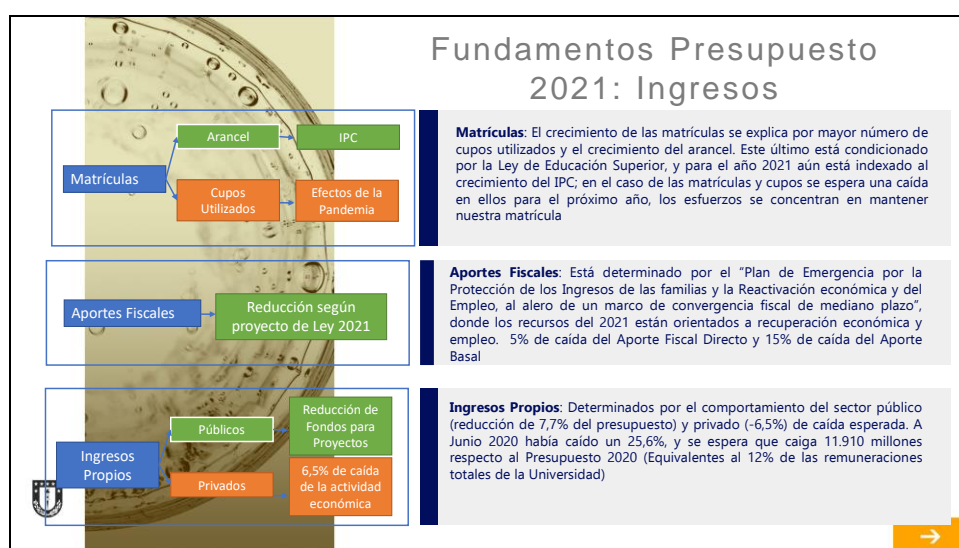 Fundamentos Presupuesto
2021: Ingresos
Matrículas
Arancel
IPC
Cupos
Utilizados
Efectos de la
Pandemia
Matrículas: El crecimiento de las matrículas se explica por mayor número de
cupos utilizados y el crecimiento del arancel. Este último está condicionado
por la Ley de Educación Superior, y para el año 2021 aún está indexado al
crecimiento del IPC; en el caso de las matrículas y cupos se espera una caída
en ellos para el próximo año, los esfuerzos se concentran en mantener
nuestra matrícula
Aportes Fiscales
Reducción según
proyecto de Ley 2021
Aportes Fiscales: Está determinado por el “Plan de Emergencia por la
Protección de los Ingresos de las familias y la Reactivación económica y del
Empleo, al alero de un marco de convergencia fiscal de mediano plazo”,
donde los recursos del 2021 están orientados a recuperación económica y
empleo. 5% de caída del Aporte Fiscal Directo y 15% de caída del Aporte
Basal
Ingresos
Propios
Públicos
Reducción de
Fondos para
Proyectos
Privados
6,5% de caída
de la actividad
económica
Ingresos Propios: Determinados por el comportamiento del sector público
(reducción de 7,7% del presupuesto) y privado (-6,5%) de caída esperada. A
Junio 2020 había caído un 25,6%, y se espera que caiga 11.910 millones
respecto al Presupuesto 2020 (Equivalentes al 12% de las remuneraciones
totales de la Universidad)